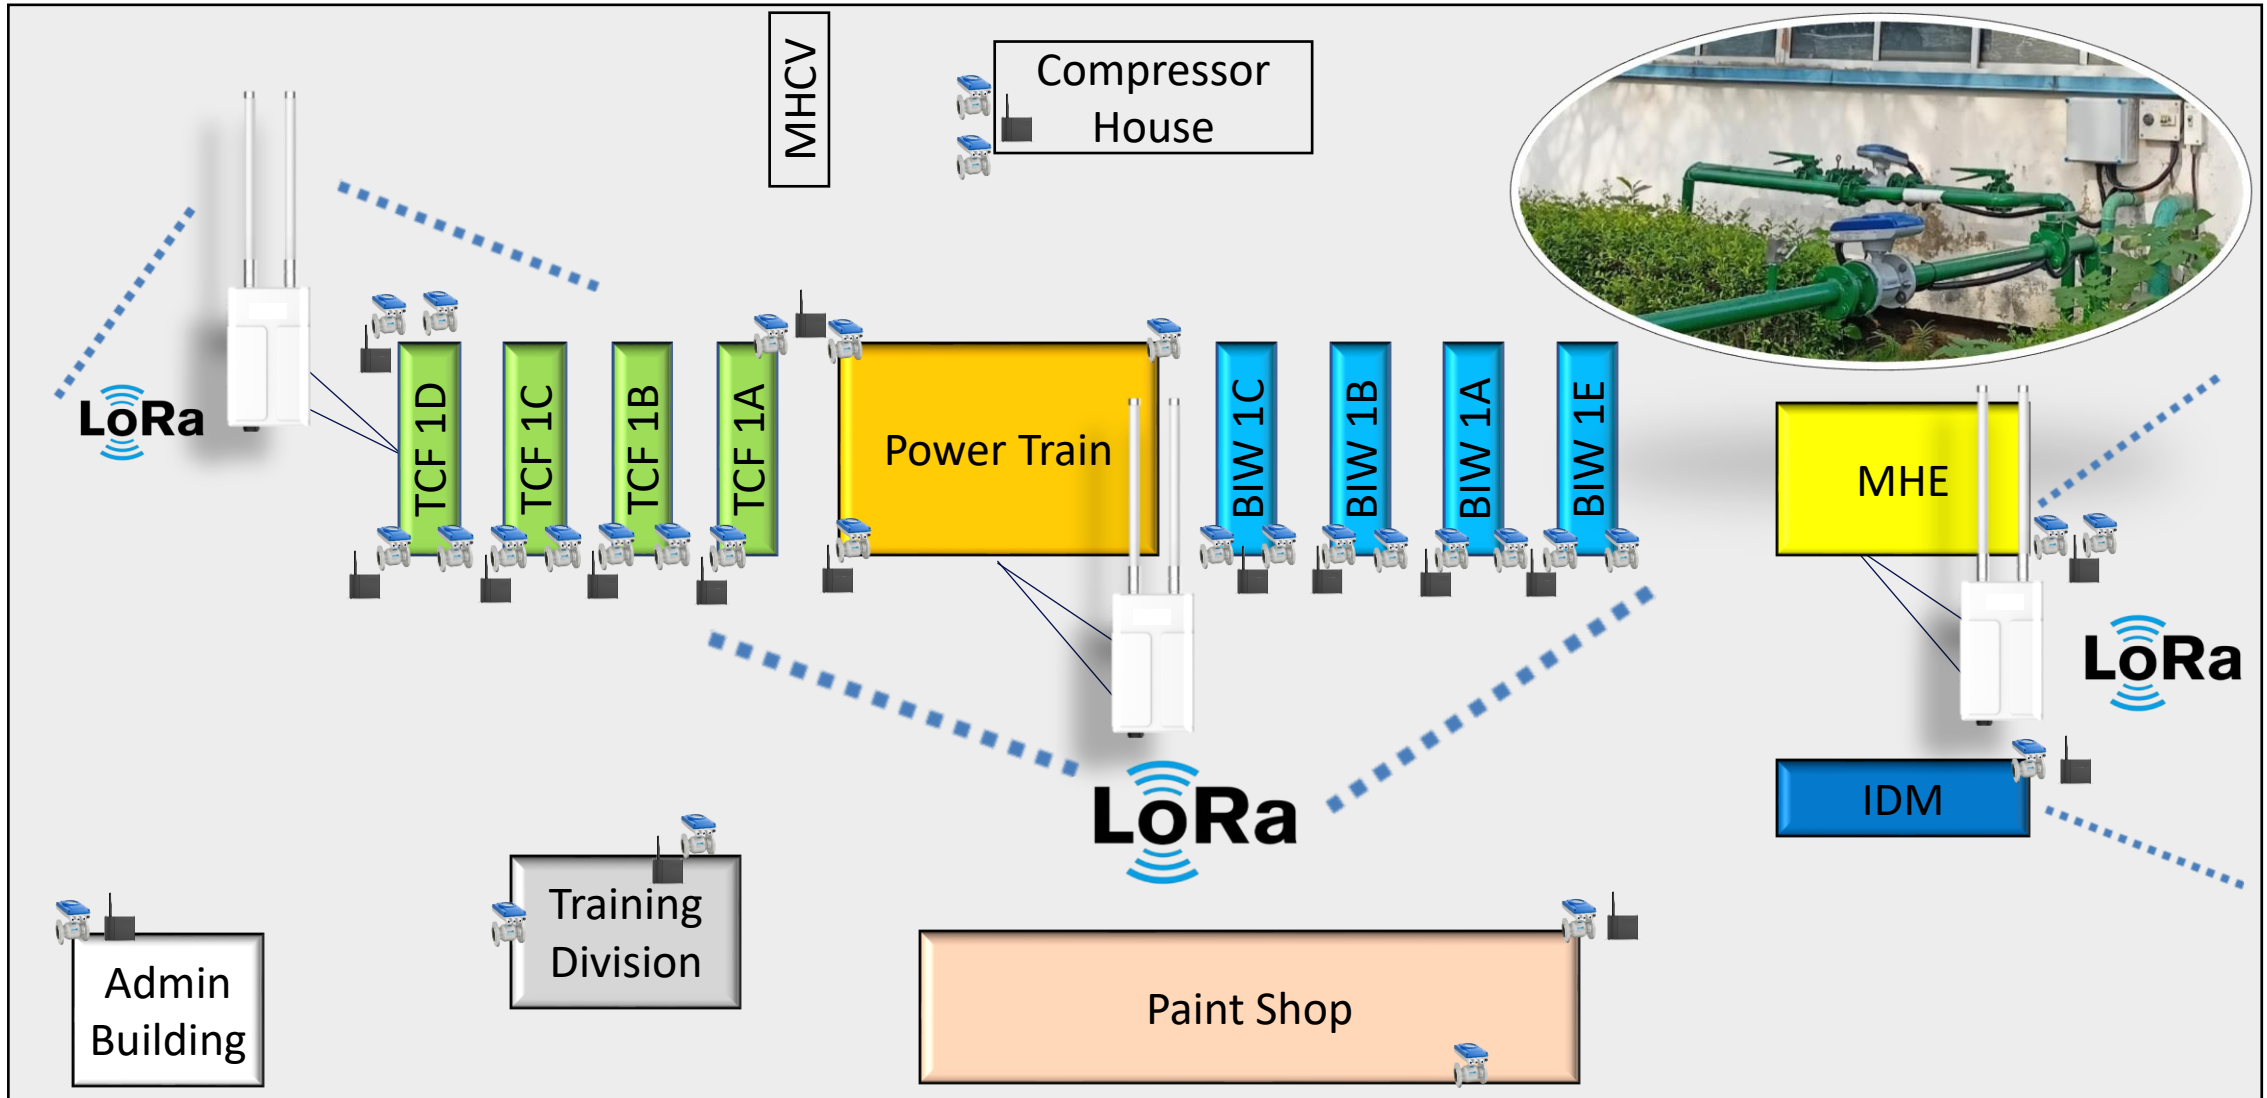 MHCV
Compressor
House
LoRa
TCF 1D
TCF 1C
TCF 1B
TCF 1A
Power Train
BIW 1C
BIW 1B
BIW 1A
BIW 1E
MHE
LoRa
LoRa
IDM
Training
Division
Admin
Building
Paint Shop